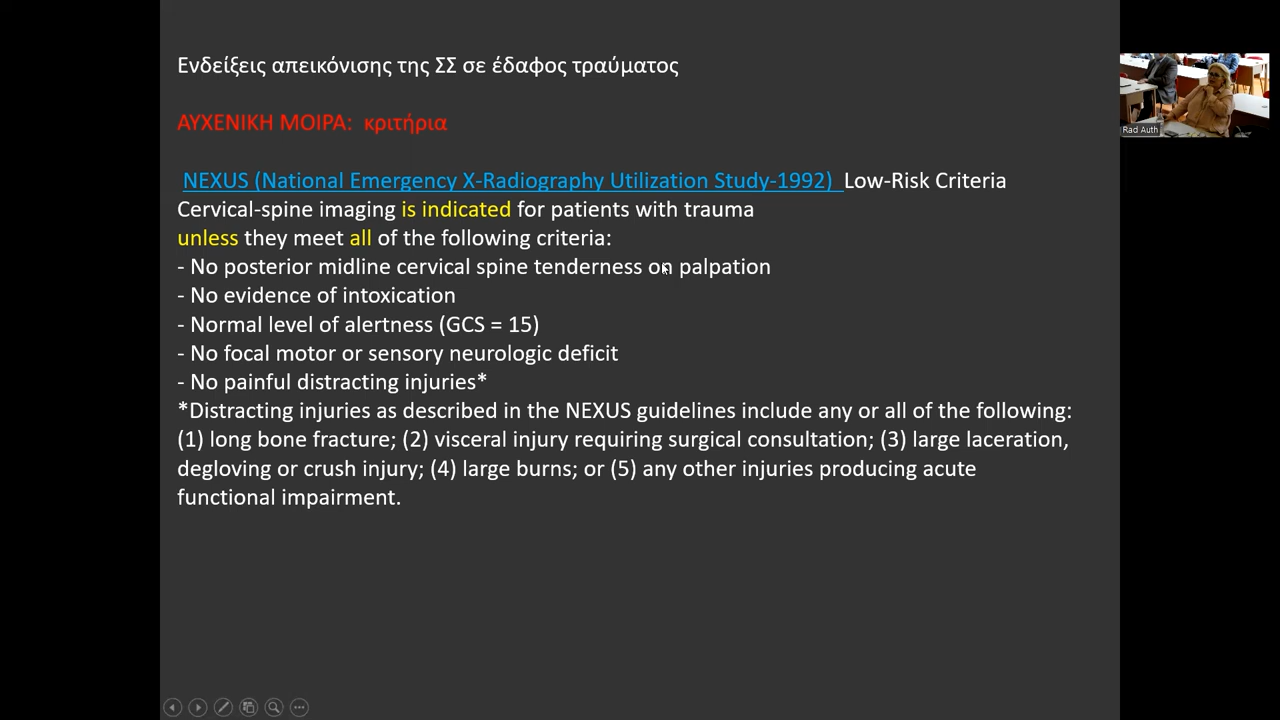 Ενδείξεις απεικόνισης της ΣΣ σε έδαφος τραύματος
ΑΥΧΕΝΙΚΗ ΜΟΙΡΑ: κριτήρια
NEXUS (National Emergency X-Radiography Utilization Study-1992) Low-Risk Criteria
Cervical-spine imaging is indicated for patients with trauma
unless they meet all of the following criteria:
- No posterior midline cervical spine tenderness on palpation
- No evidence of intoxication
- Normal level of alertness (GCS = 15)
- No focal motor or sensory neurologic deficit
- No painful distracting injuries*
*Distracting injuries as described in the NEXUS guidelines include any or all of the following:
(1) long bone fracture; (2) visceral injury requiring surgical consultation; (3) large laceration,
degloving or crush injury; (4) large burns; or (5) any other injuries producing acute
functional impairment.
Rad Auth